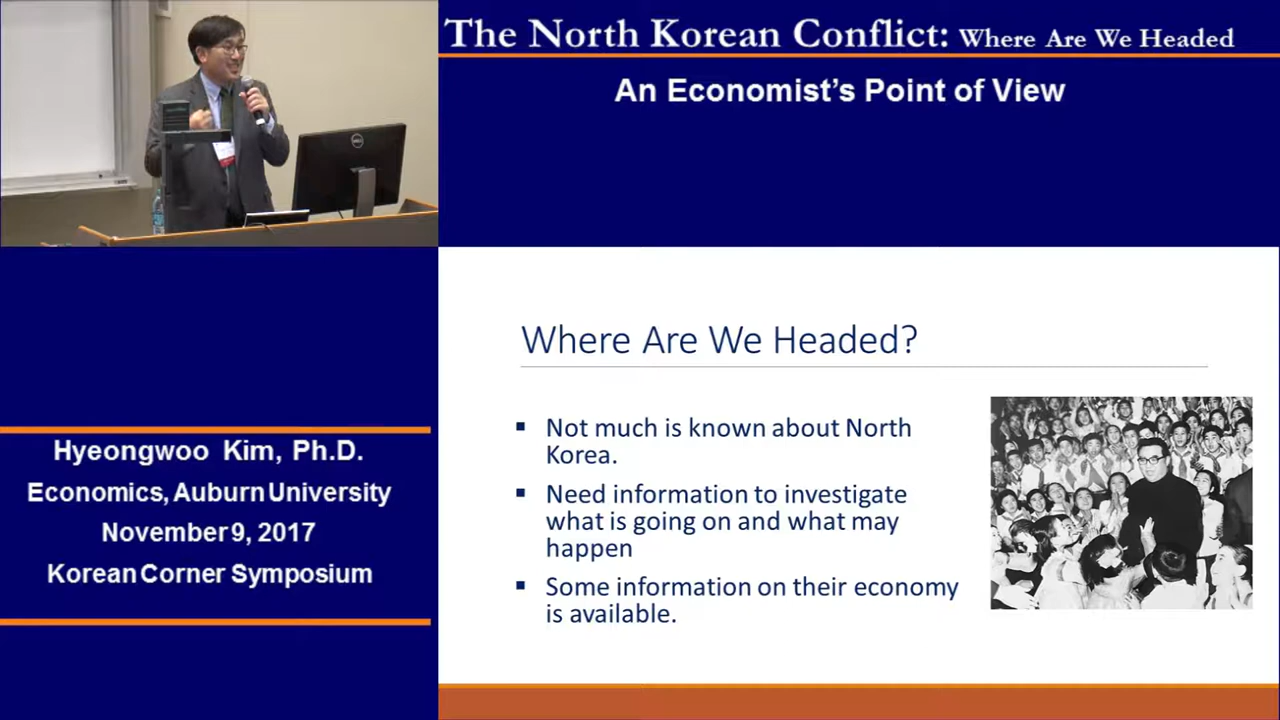 The North Korean Conflict: Where Are We Headed
An Economist's Point of View
DELL
Where Are We Headed?
▪ Not much is known about North
Korea.
▪ Need information to investigate
what is going on and what may
happen
▪ Some information on their economy
is available.
Hyeongwoo Kim, Ph.D.
Economics, Auburn University
November 9, 2017
Korean Corner Symposium